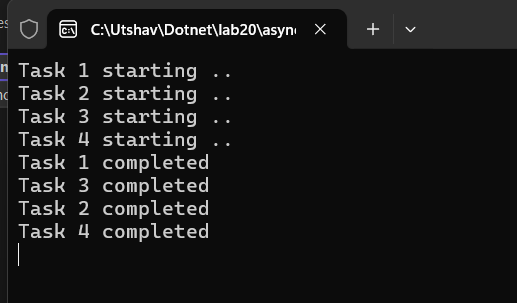 C:\Utshav\Dotnet\lab20\async
Task 1 starting ..
Task 2 starting ..
Task 3 starting ..
Task 4 starting ..
Task 1 completed
Task 3 completed
Task 2 completed
Task 4 completed